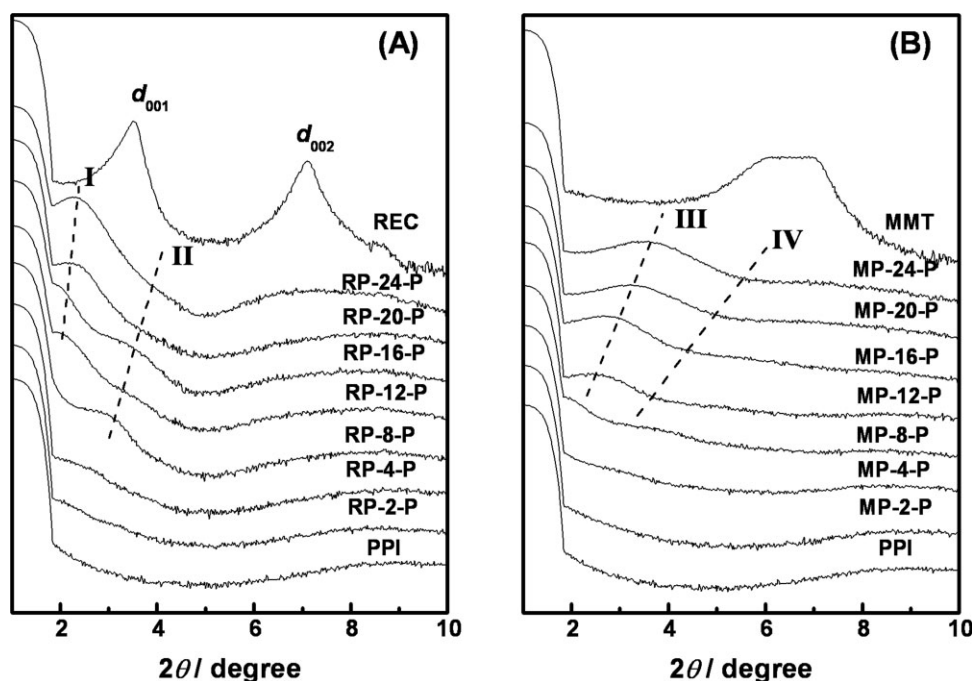 (A)
d001
d002
I
II
REC
RP-24-P
RP-20-P
RP-16-P
RP-12-P
RP-8-P
RP-4-P
RP-2-P
PPI
2 4 6 8 10
2θ / degree
(B)
III
IV
MMT
MP-24-P
MP-20-P
MP-16-P
MP-12-P
MP-8-P
MP-4-P
MP-2-P
PPI
2 4 6 8 10
2θ / degree